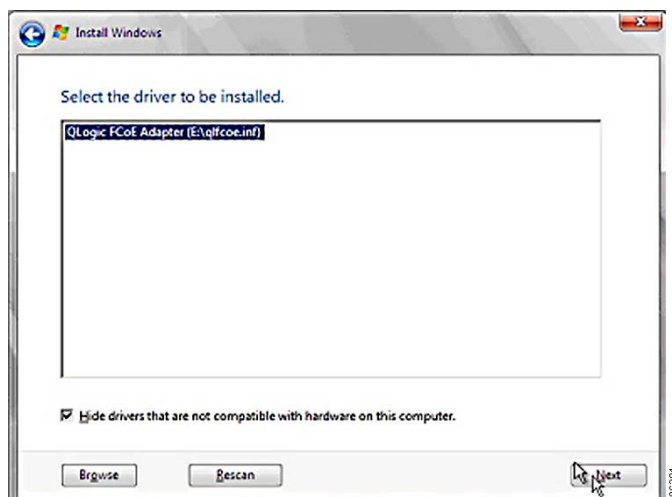 Install Windows
Select the driver to be installed.
QLogic FCoE Adapter (E:\qlfcoe.inf)
Hide drivers that are not compatible with hardware on this computer.
Browse
Rescan
Next